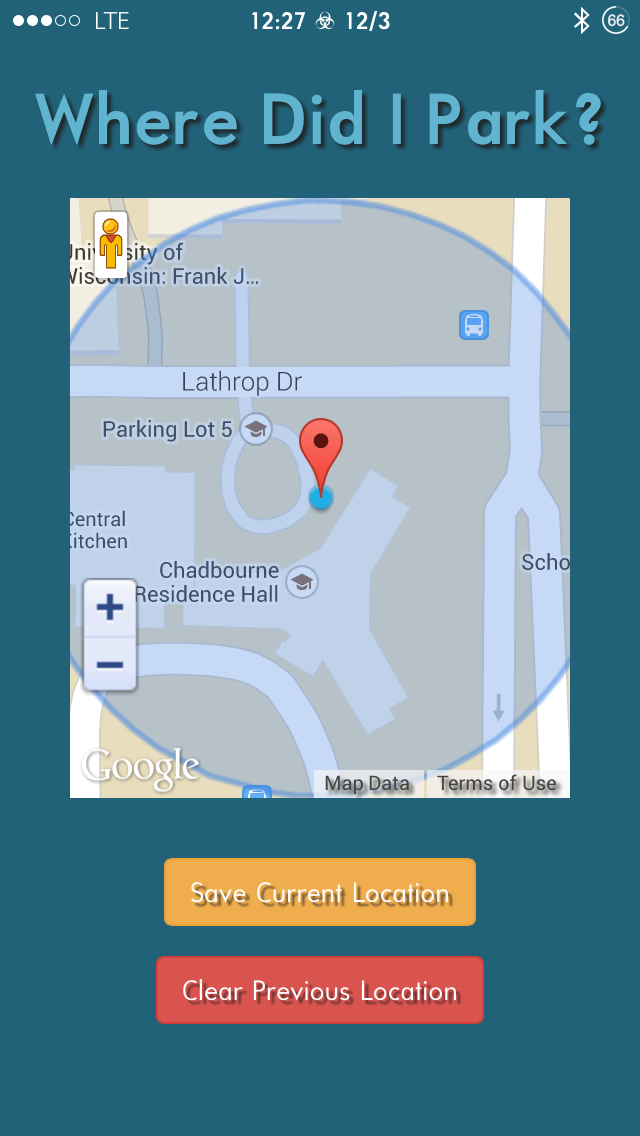 LTE 12:27 12/3 66
Where Did I Park?
University of
Wisconsin: Frank J...
Lathrop Dr
Parking Lot 5
Central
Kitchen
Chadbourne
Residence Hall
Scho
+
−
Google
Map Data
Terms of Use
Save Current Location
Clear Previous Location